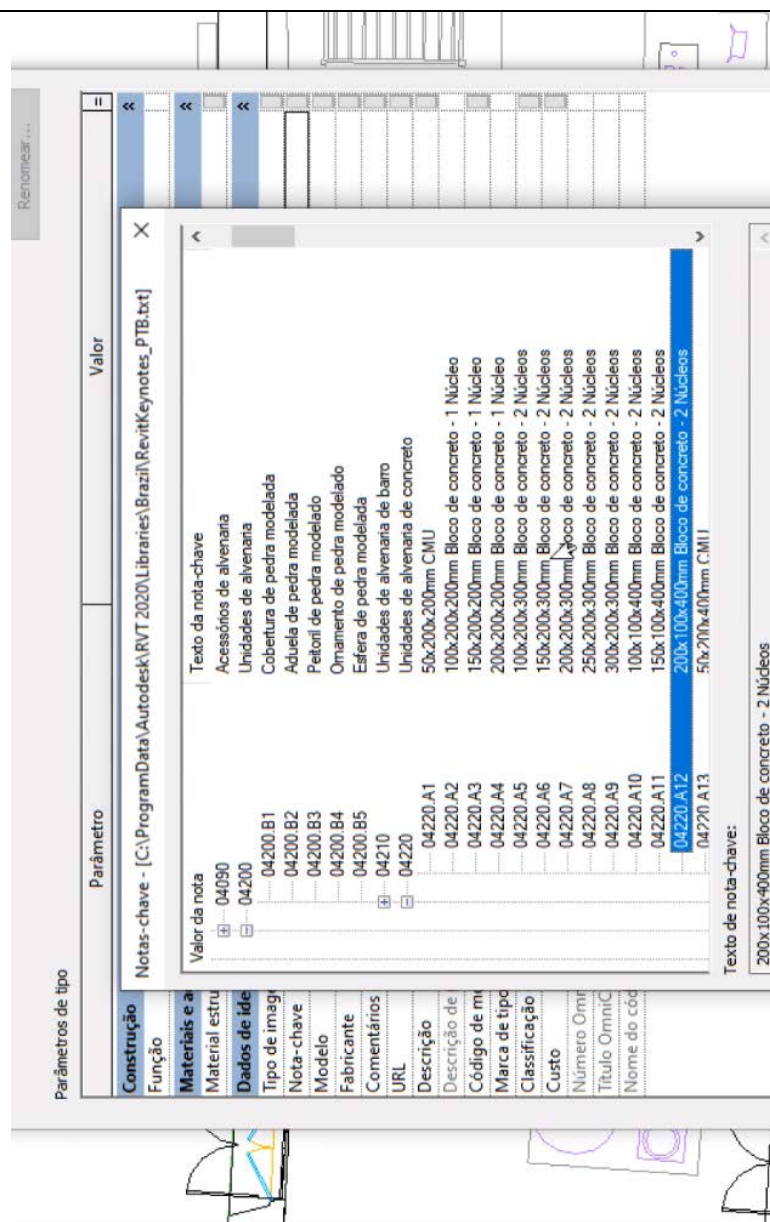 Renomear...
Parâmetros de tipo
Parâmetro
Valor
=
Construção
Função
Materiais e a
Material estru
Dados de ide
Tipo de image
Nota-chave
Modelo
Fabricante
Comentários
URL
Descrição
Descrição de
Código de mo
Marca de tipo
Classificação
Custo
Número Omr
Título OmniC
Nome do cód
Notas-chave - [C:\ProgramData\Autodesk\RVT 2020\Libraries\Brazil\RevitKeynotes_PTB.txt]
Valor da nota Texto da nota-chave
04090 Acessórios de alvenaria
04200 Unidades de alvenaria
04200.B1 Cobertura de pedra modelada
04200.B2 Aduela de pedra modelada
04200.B3 Peitoril de pedra modelado
04200.B4 Ornamento de pedra modelado
04200.B5 Esfera de pedra modelada
04210 Unidades de alvenaria de barro
04220 Unidades de alvenaria de concreto
04220.A1 50x200x200mm CMU
04220.A2 100x200x200mm Bloco de concreto - 1 Núcleo
04220.A3 150x200x200mm Bloco de concreto - 1 Núcleo
04220.A4 200x200x200mm Bloco de concreto - 1 Núcleo
04220.A5 100x200x300mm Bloco de concreto - 2 Núcleos
04220.A6 150x200x300mm Bloco de concreto - 2 Núcleos
04220.A7 200x200x300mm Bloco de concreto - 2 Núcleos
04220.A8 250x200x300mm Bloco de concreto - 2 Núcleos
04220.A9 300x200x300mm Bloco de concreto - 2 Núcleos
04220.A10 100x100x400mm Bloco de concreto - 2 Núcleos
04220.A11 150x100x400mm Bloco de concreto - 2 Núcleos
04220.A12 200x100x400mm Bloco de concreto - 2 Núcleos
04220.A13 50x200x400mm CMU
Texto de nota-chave:
200x100x400mm Bloco de concreto - 2 Núcleos